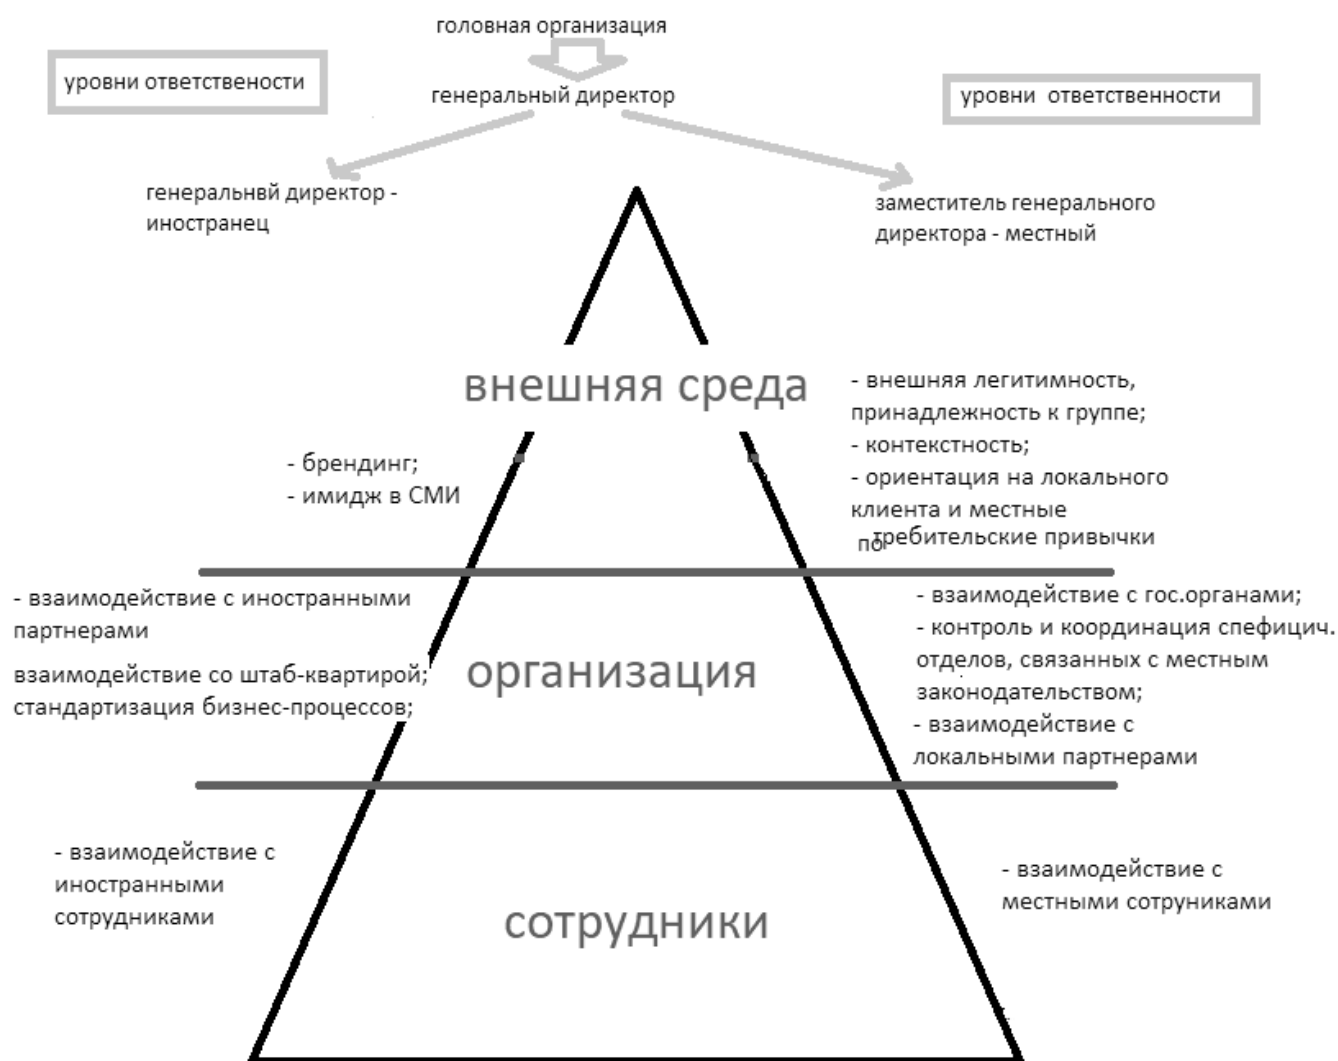 головная организация
уровни ответствености
генеральный директор
уровни  ответственности
генеральнвй директор -
иностранец
заместитель генерального
директора - местный
внешняя среда
- брендинг;
- имидж в СМИ
- внешняя легитимность,
принадлежность к группе;
- контекстность;
- ориентация на локального
клиента и местные
потребительские привычки
- взаимодействие с иностранными
партнерами
взаимодействие со штаб-квартирой;
стандартизация бизнес-процессов;
организация
- взаимодействие с гос.органами;
- контроль и координация спефицич.
отделов, связанных с местным
законодательством;
- взаимодействие с
локальными партнерами
- взаимодействие с
иностранными
сотрудниками
сотрудники
- взаимодействие с
местными сотруниками